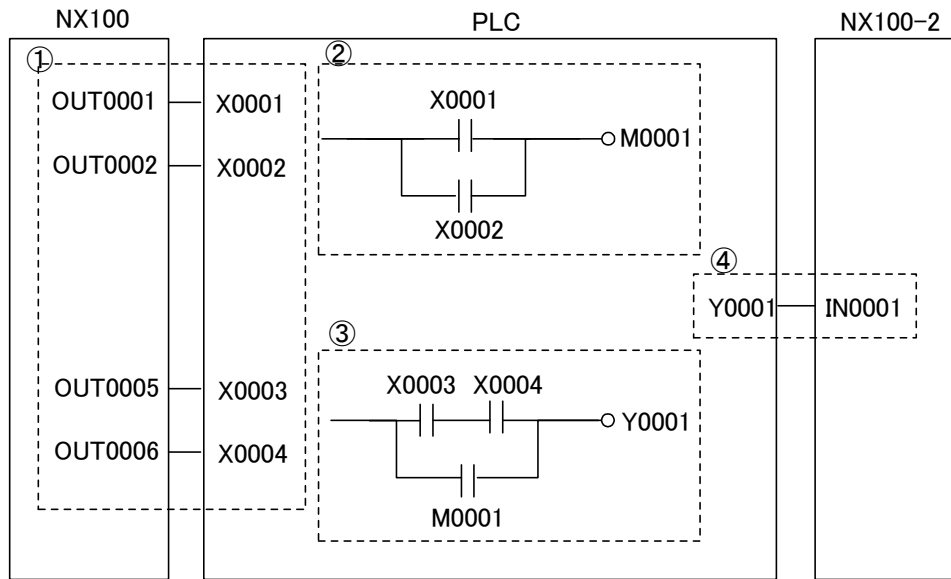 NX100
PLC
NX100-2
①
OUT0001
X0001
OUT0002
X0002
OUT0005
X0003
OUT0006
X0004
②
X0001
M0001
X0002
③
X0003
X0004
Y0001
M0001
④
Y0001
IN0001